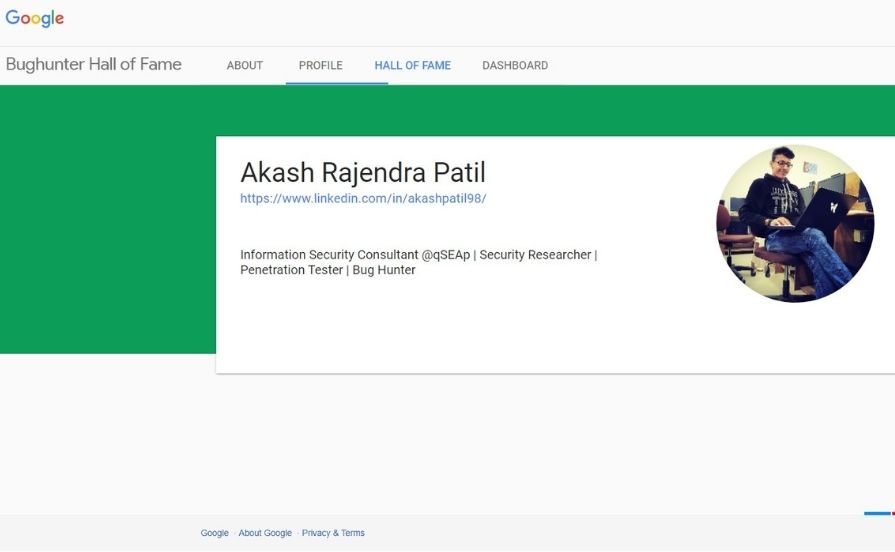 Google
Bughunter Hall of Fame
ABOUT
PROFILE
HALL OF FAME
DASHBOARD
Akash Rajendra Patil
https://www.linkedin.com/in/akashpatil98/
Information Security Consultant @qSEAp | Security Researcher |
Penetration Tester | Bug Hunter
Google · About Google · Privacy & Terms